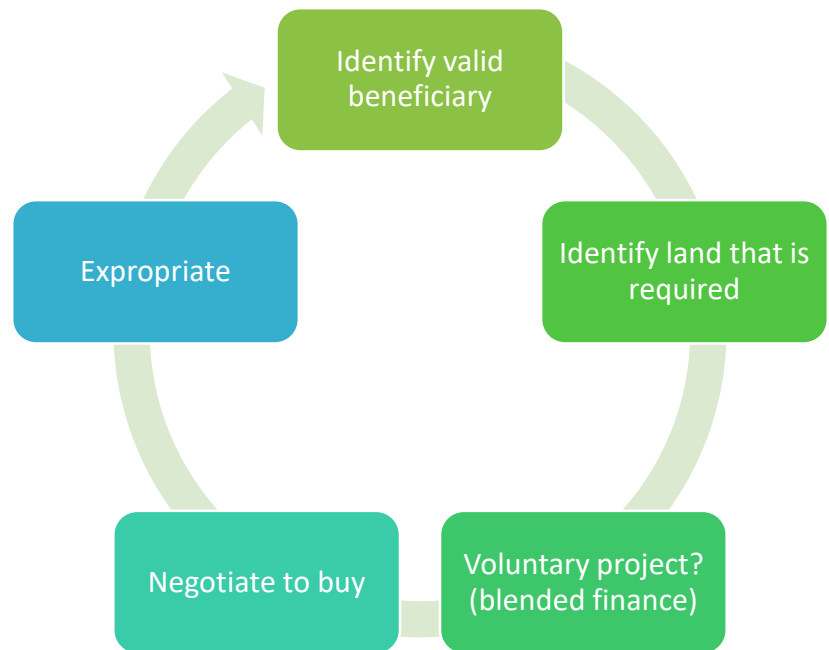 Identify valid
beneficiary
Identify land that is
required
Voluntary project?
(blended finance)
Negotiate to buy
Expropriate